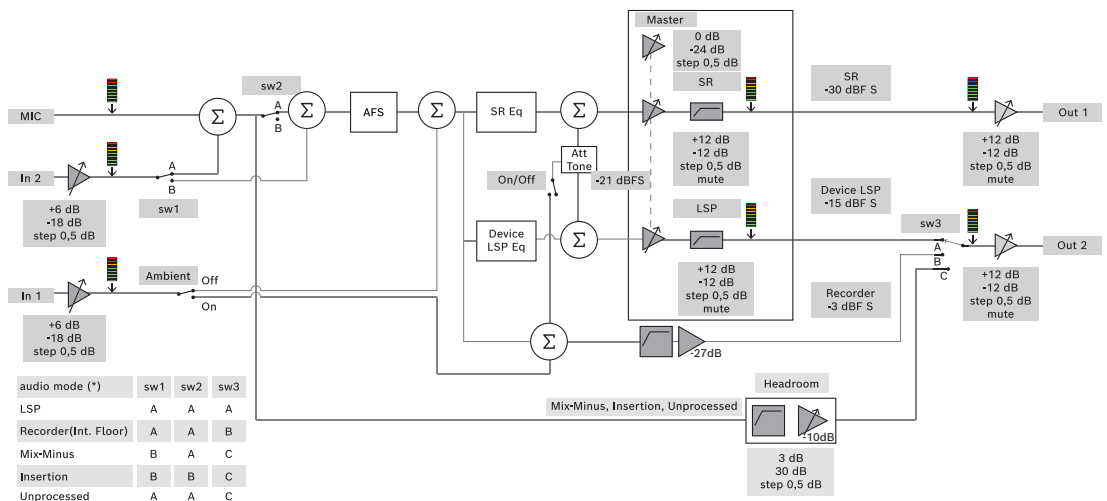 Master
0 dB
-24 dB
step 0,5 dB
sw2
A
B
SR
SR
-30 dBF S
MIC
Σ
Σ
AFS
Σ
SR Eq
Σ
Out 1
+12 dB
-12 dB
step 0,5 dB
mute
+12 dB
-12 dB
step 0,5 dB
mute
In 2
A
B
sw1
+6 dB
-18 dB
step 0,5 dB
Att
Tone
On/Off
-21 dBFS
Device LSP
-15 dBF S
LSP
sw3
Device
LSP Eq
Σ
A
B
C
Out 2
+12 dB
-12 dB
step 0,5 dB
mute
+12 dB
-12 dB
step 0,5 dB
mute
Ambient
Off
On
In 1
+6 dB
-18 dB
step 0,5 dB
Recorder
-3 dBF S
Σ
-27dB
audio mode (*) sw1 sw2 sw3
LSP A A A
Recorder(Int. Floor) A A B
Mix-Minus B A C
Insertion B B C
Unprocessed A A C
Mix-Minus, Insertion, Unprocessed
Headroom
-10dB
3 dB
30 dB
step 0,5 dB